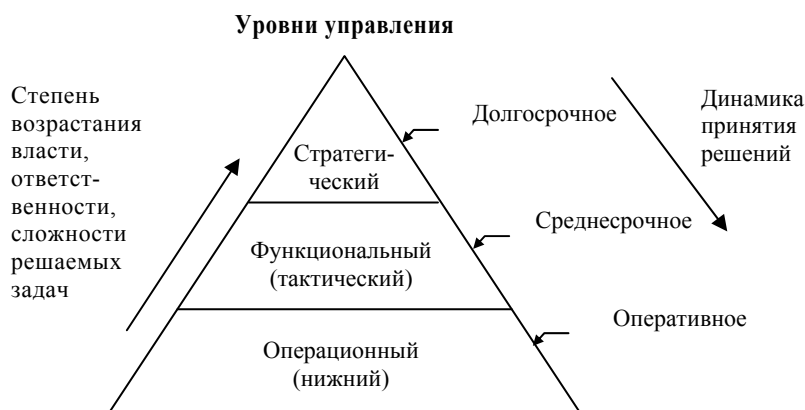 Уровни управления
Степень
возрастания
власти,
ответст-
венности,
сложности
решаемых
задач
Стратеги-
ческий
Функциональный
(тактический)
Операционный
(нижний)
Долгосрочное
Среднесрочное
Оперативное
Динамика
принятия
решений